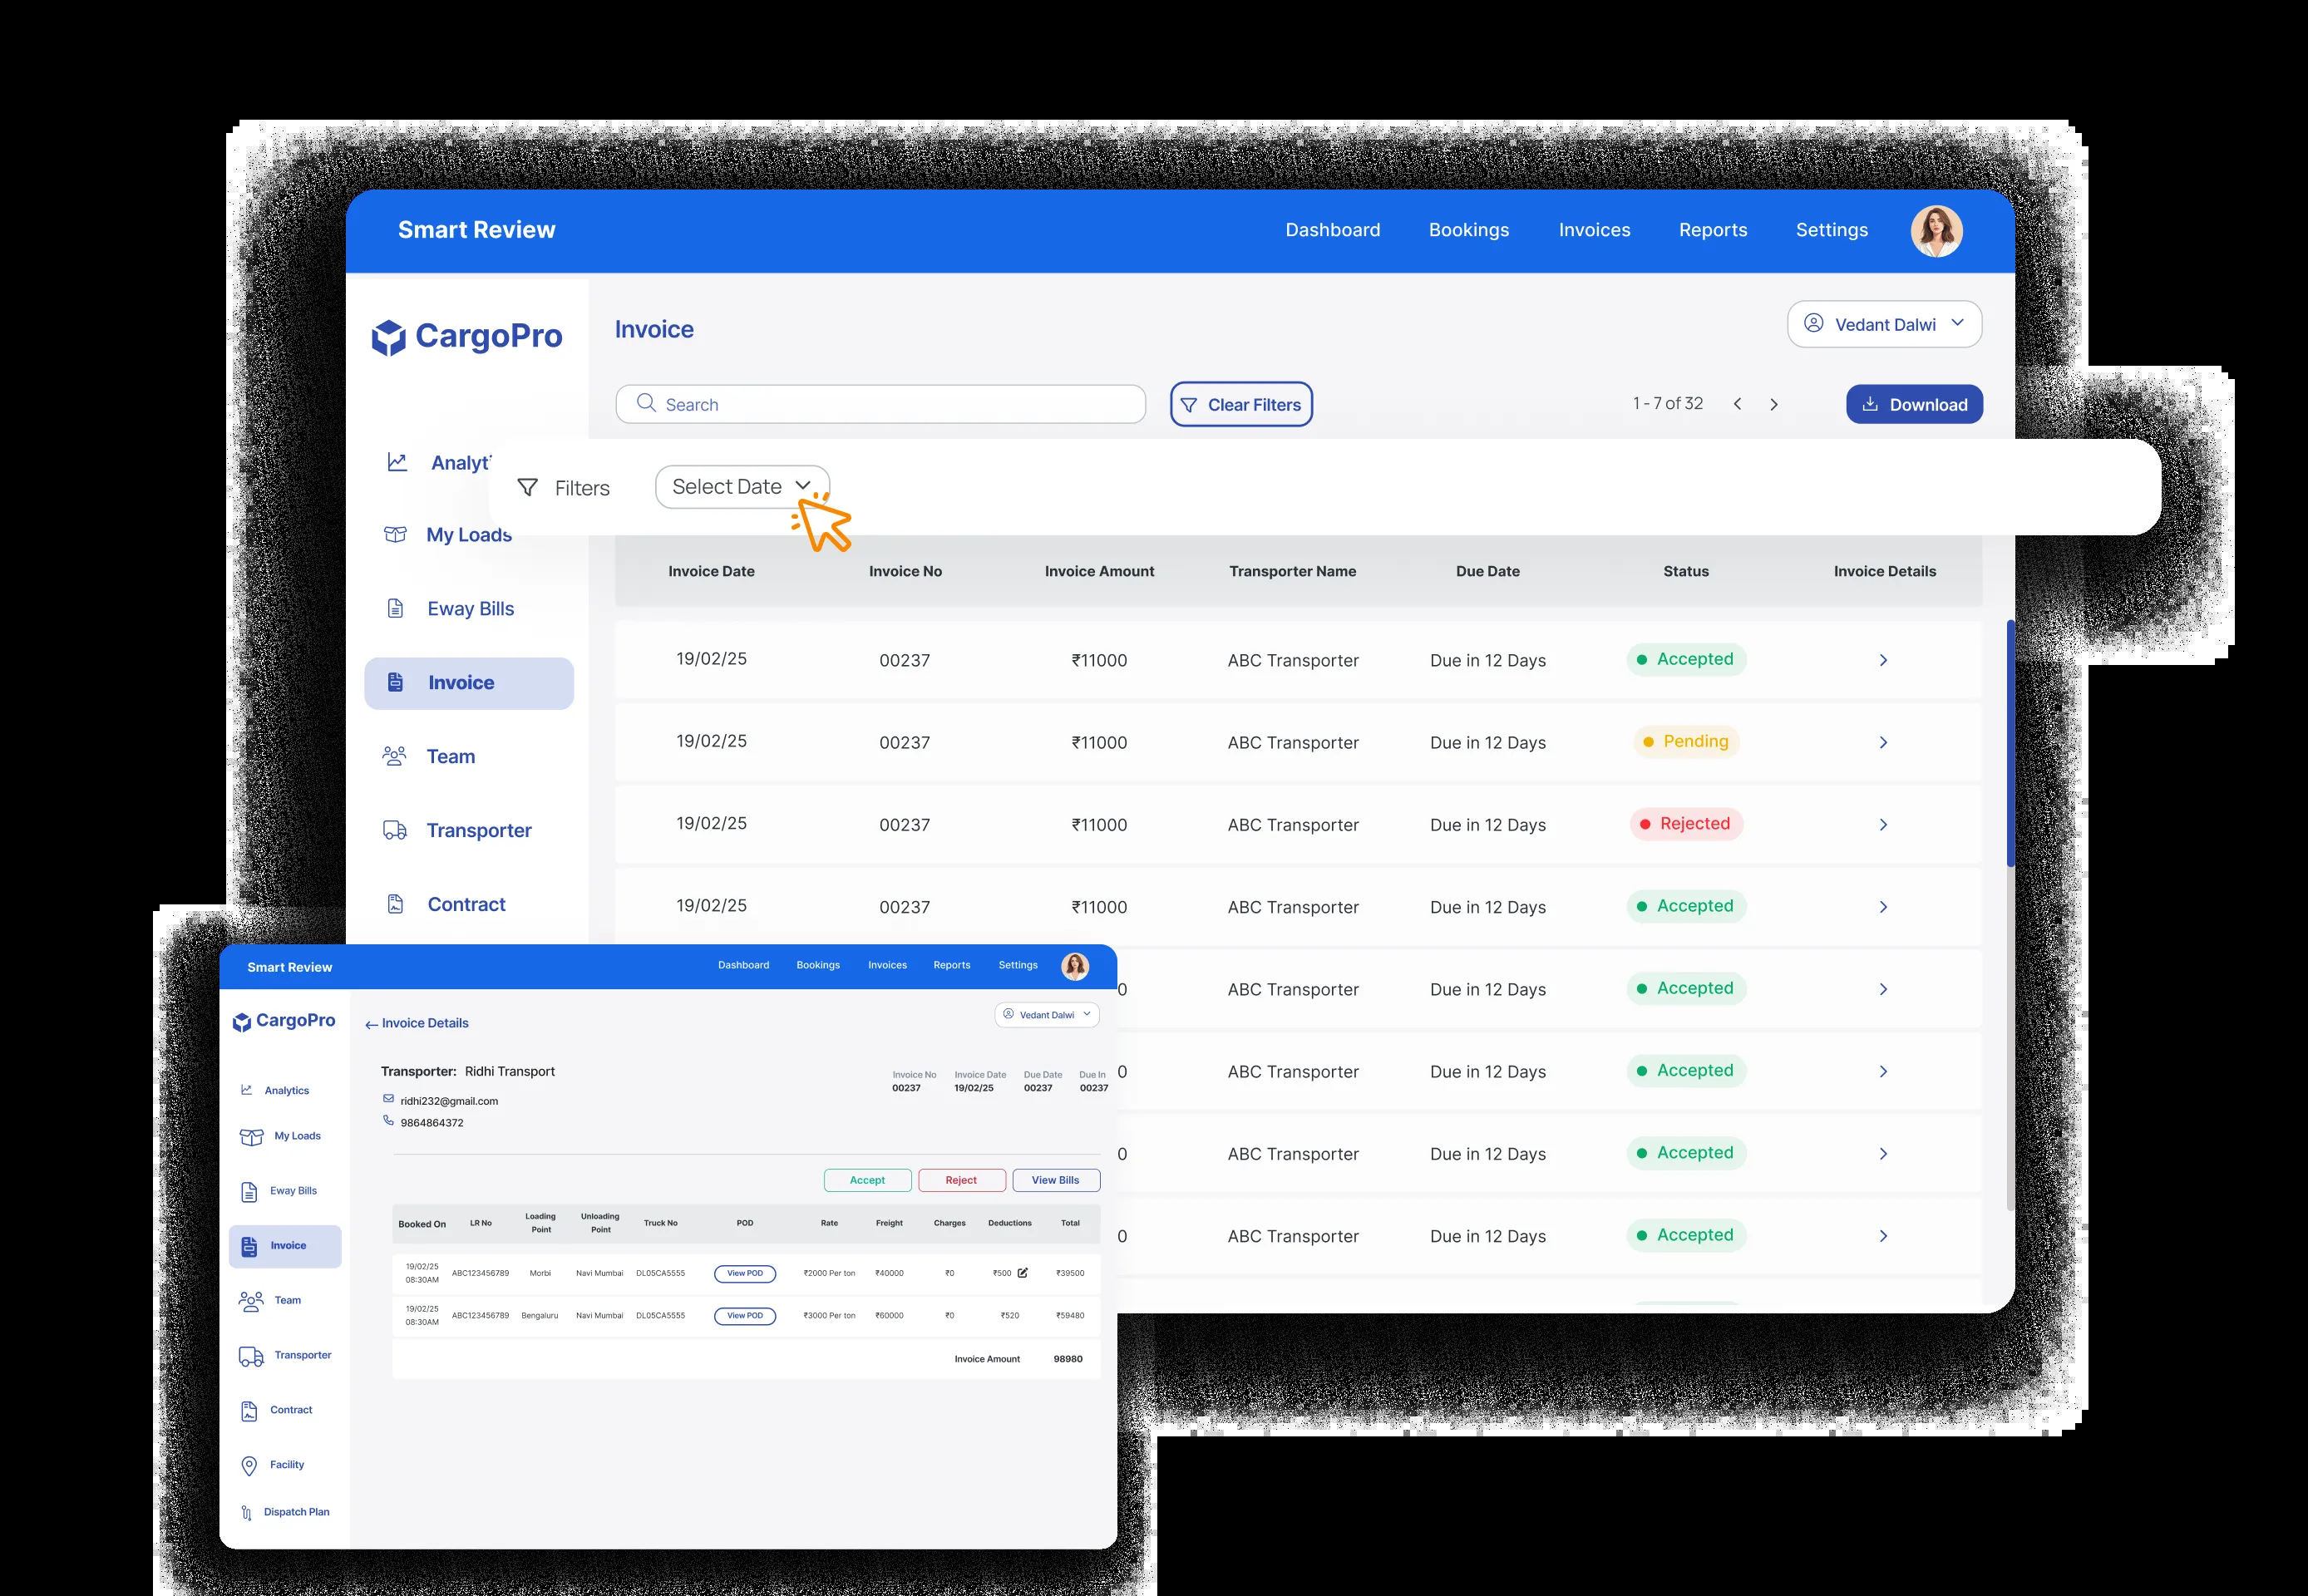 Smart Review Dashboard Bookings Invoices Reports Settings
CargoPro
Invoice
Vedant Dalwi
Search
Clear Filters
1 - 7 of 32
Download
Filters
Select Date
Analyt
My Loads
Eway Bills
Invoice
Team
Transporter
Contract
Invoice Date Invoice No Invoice Amount Transporter Name Due Date Status Invoice Details
19/02/25 00237 ₹11000 ABC Transporter Due in 12 Days Accepted
19/02/25 00237 ₹11000 ABC Transporter Due in 12 Days Pending
19/02/25 00237 ₹11000 ABC Transporter Due in 12 Days Rejected
19/02/25 00237 ₹11000 ABC Transporter Due in 12 Days Accepted
0 ABC Transporter Due in 12 Days Accepted
0 ABC Transporter Due in 12 Days Accepted
0 ABC Transporter Due in 12 Days Accepted
0 ABC Transporter Due in 12 Days Accepted
Smart Review Dashboard Bookings Invoices Reports Settings
CargoPro
Analytics
My Loads
Eway Bills
Invoice
Team
Transporter
Contract
Facility
Dispatch Plan
Invoice Details
Vedant Dalwi
Transporter: Ridhi Transport
ridhi232@gmail.com
9864864372
Invoice No Invoice Date Due Date Due In
00237 19/02/25 00237 00237
Accept Reject View Bills
Booked On LR No Loading Point Unloading Point Truck No POD Rate Freight Charges Deductions Total
19/02/25 08:30AM ABC123456789 Morbi Navi Mumbai DL05CA5555 View POD ₹2000 Per ton ₹40000 ₹0 ₹500 ₹39500
19/02/25 08:30AM ABC123456789 Bengaluru Navi Mumbai DL05CA5555 View POD ₹3000 Per ton ₹60000 ₹0 ₹520 ₹59480
Invoice Amount 98980